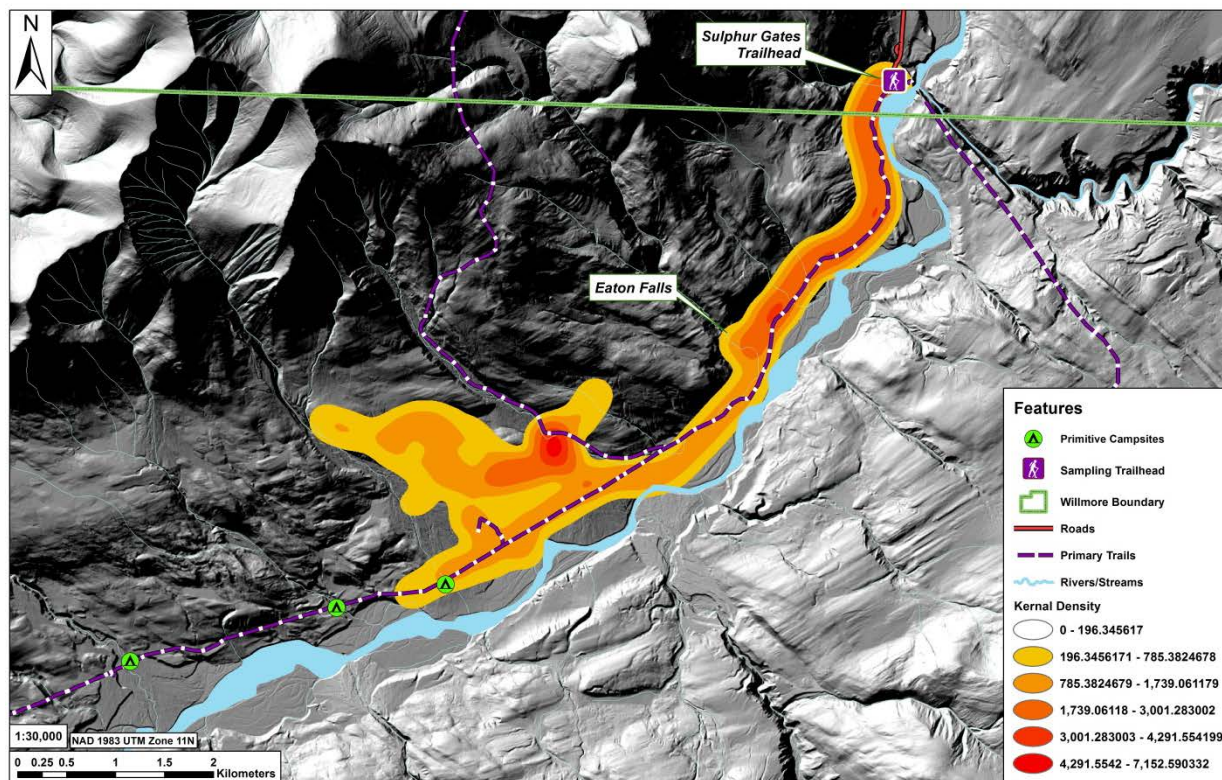 N
Sulphur Gates
Trailhead
Eaton Falls
Features
Primitive Campsites
Sampling Trailhead
Willmore Boundary
Roads
Primary Trails
Rivers/Streams
Kernal Density
0 - 196.345617
196.3456171 - 785.3824678
785.3824679 - 1,739.061179
1,739.06118 - 3,001.283002
3,001.283003 - 4,291.554199
4,291.5542 - 7,152.590332
1:30,000
NAD 1983 UTM Zone 11N
0 0.25 0.5 1 1.5 2
Kilometers